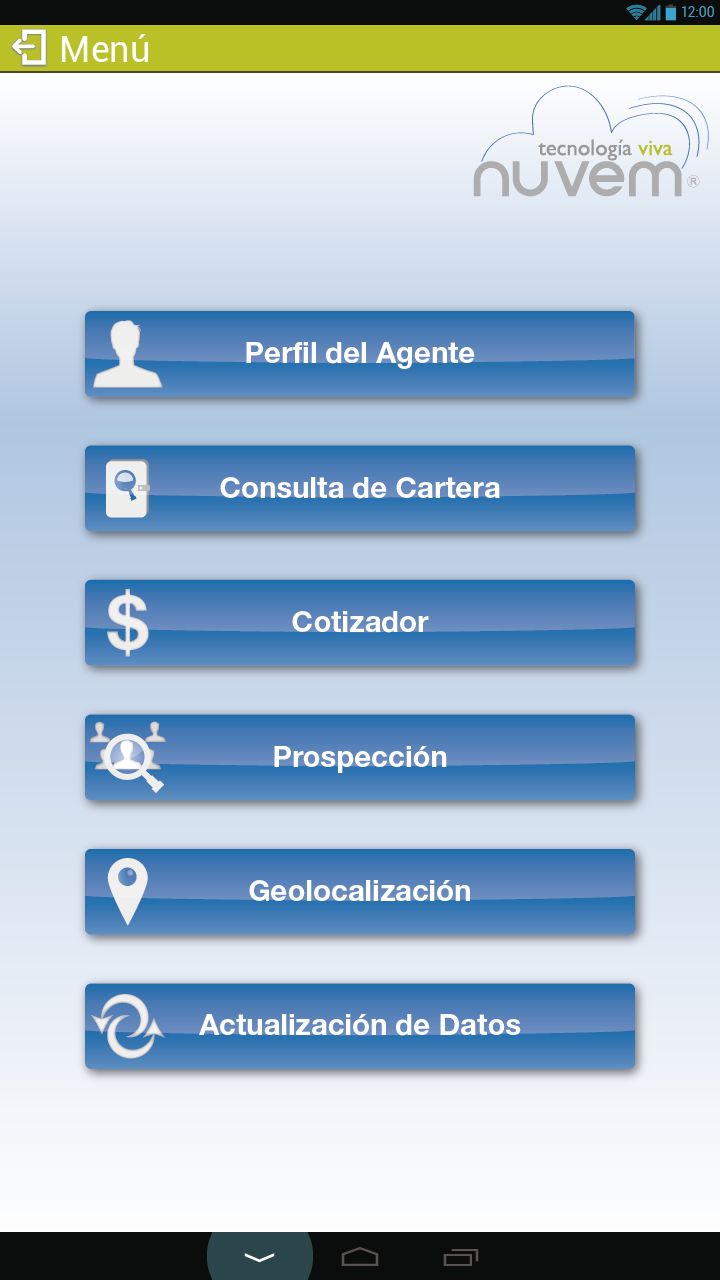 12:00
Menú
tecnología viva
nuvem®
Perfil del Agente
Consulta de Cartera
$
Cotizador
Prospección
Geolocalización
Actualización de Datos